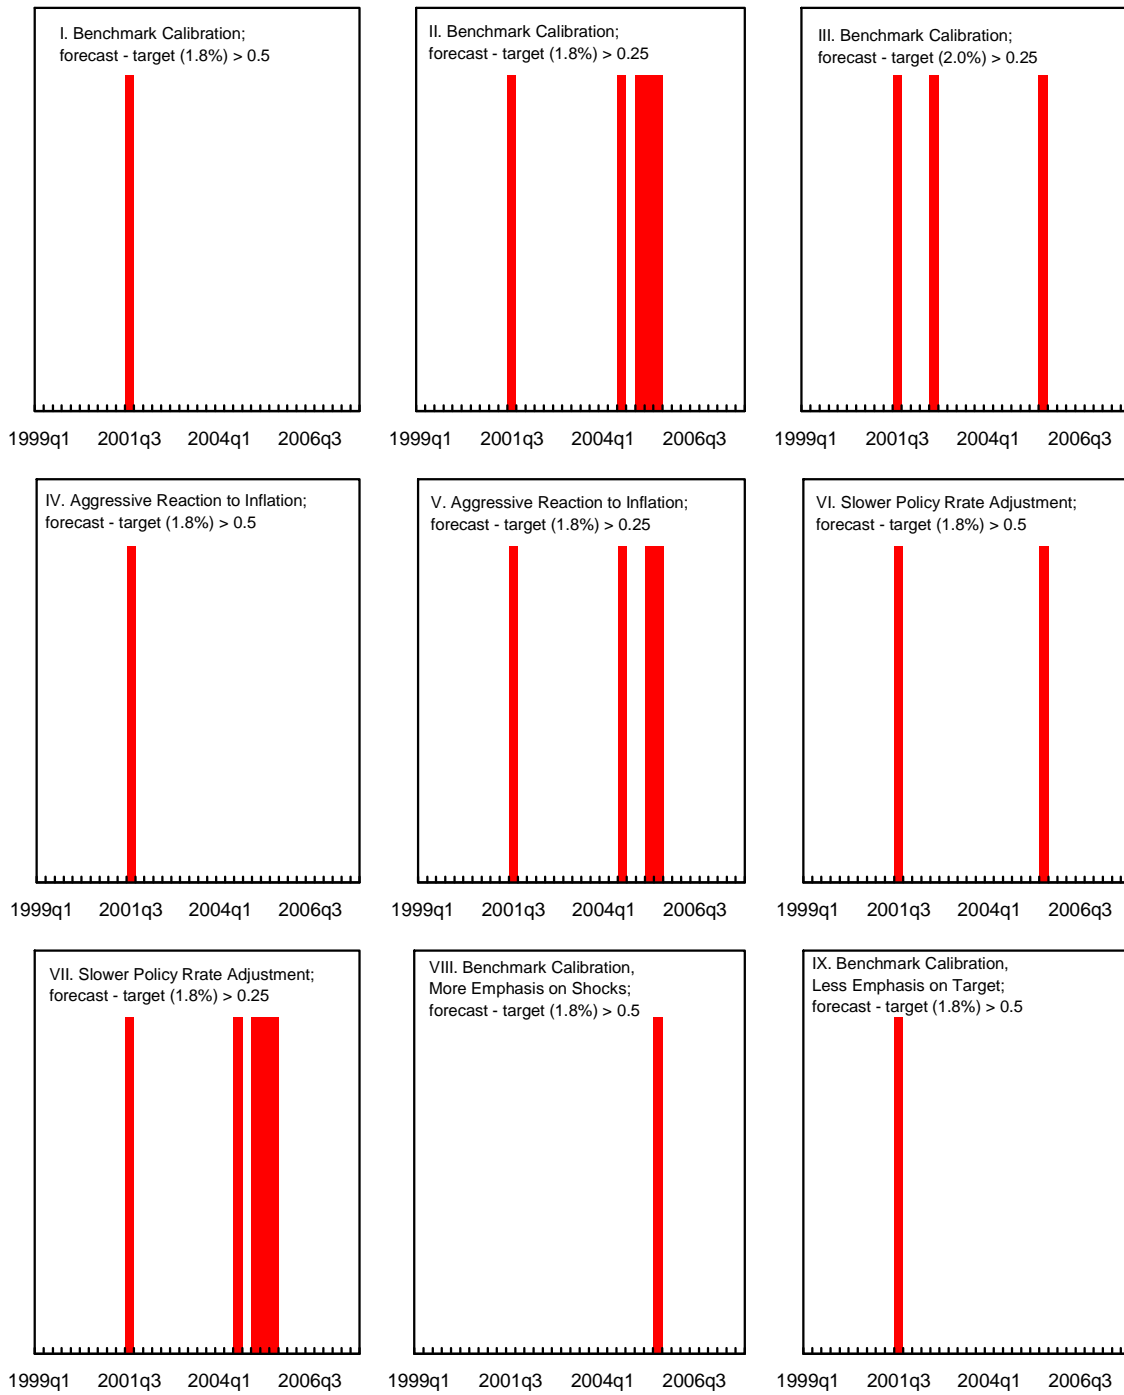 I. Benchmark Calibration;
forecast - target (1.8%) > 0.5
II. Benchmark Calibration;
forecast - target (1.8%) > 0.25
III. Benchmark Calibration;
forecast - target (2.0%) > 0.25
1999q1 2001q3 2004q1 2006q3
1999q1 2001q3 2004q1 2006q3
1999q1 2001q3 2004q1 2006q3
IV. Aggressive Reaction to Inflation;
forecast - target (1.8%) > 0.5
V. Aggressive Reaction to Inflation;
forecast - target (1.8%) > 0.25
VI. Slower Policy Rrate Adjustment;
forecast - target (1.8%) > 0.5
1999q1 2001q3 2004q1 2006q3
1999q1 2001q3 2004q1 2006q3
1999q1 2001q3 2004q1 2006q3
VII. Slower Policy Rrate Adjustment;
forecast - target (1.8%) > 0.25
VIII. Benchmark Calibration,
More Emphasis on Shocks;
forecast - target (1.8%) > 0.5
IX. Benchmark Calibration,
Less Emphasis on Target;
forecast - target (1.8%) > 0.5
1999q1 2001q3 2004q1 2006q3
1999q1 2001q3 2004q1 2006q3
1999q1 2001q3 2004q1 2006q3